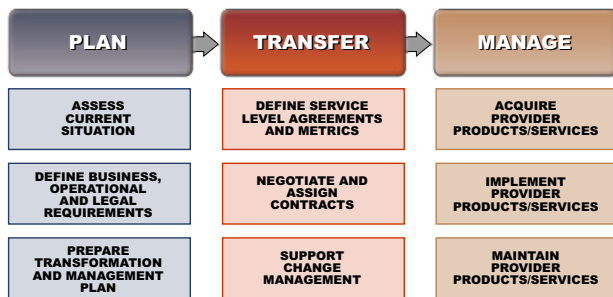 PLAN
TRANSFER
MANAGE
ASSESS
CURRENT
SITUATION
DEFINE SERVICE
LEVEL AGREEMENTS
AND METRICS
ACQUIRE
PROVIDER
PRODUCTS/SERVICES
DEFINE BUSINESS,
OPERATIONAL
AND LEGAL
REQUIREMENTS
NEGOTIATE AND
ASSIGN
CONTRACTS
IMPLEMENT
PROVIDER
PRODUCTS/SERVICES
PREPARE
TRANSFORMATION
AND MANAGEMENT
PLAN
SUPPORT
CHANGE
MANAGEMENT
MAINTAIN
PROVIDER
PRODUCTS/SERVICES